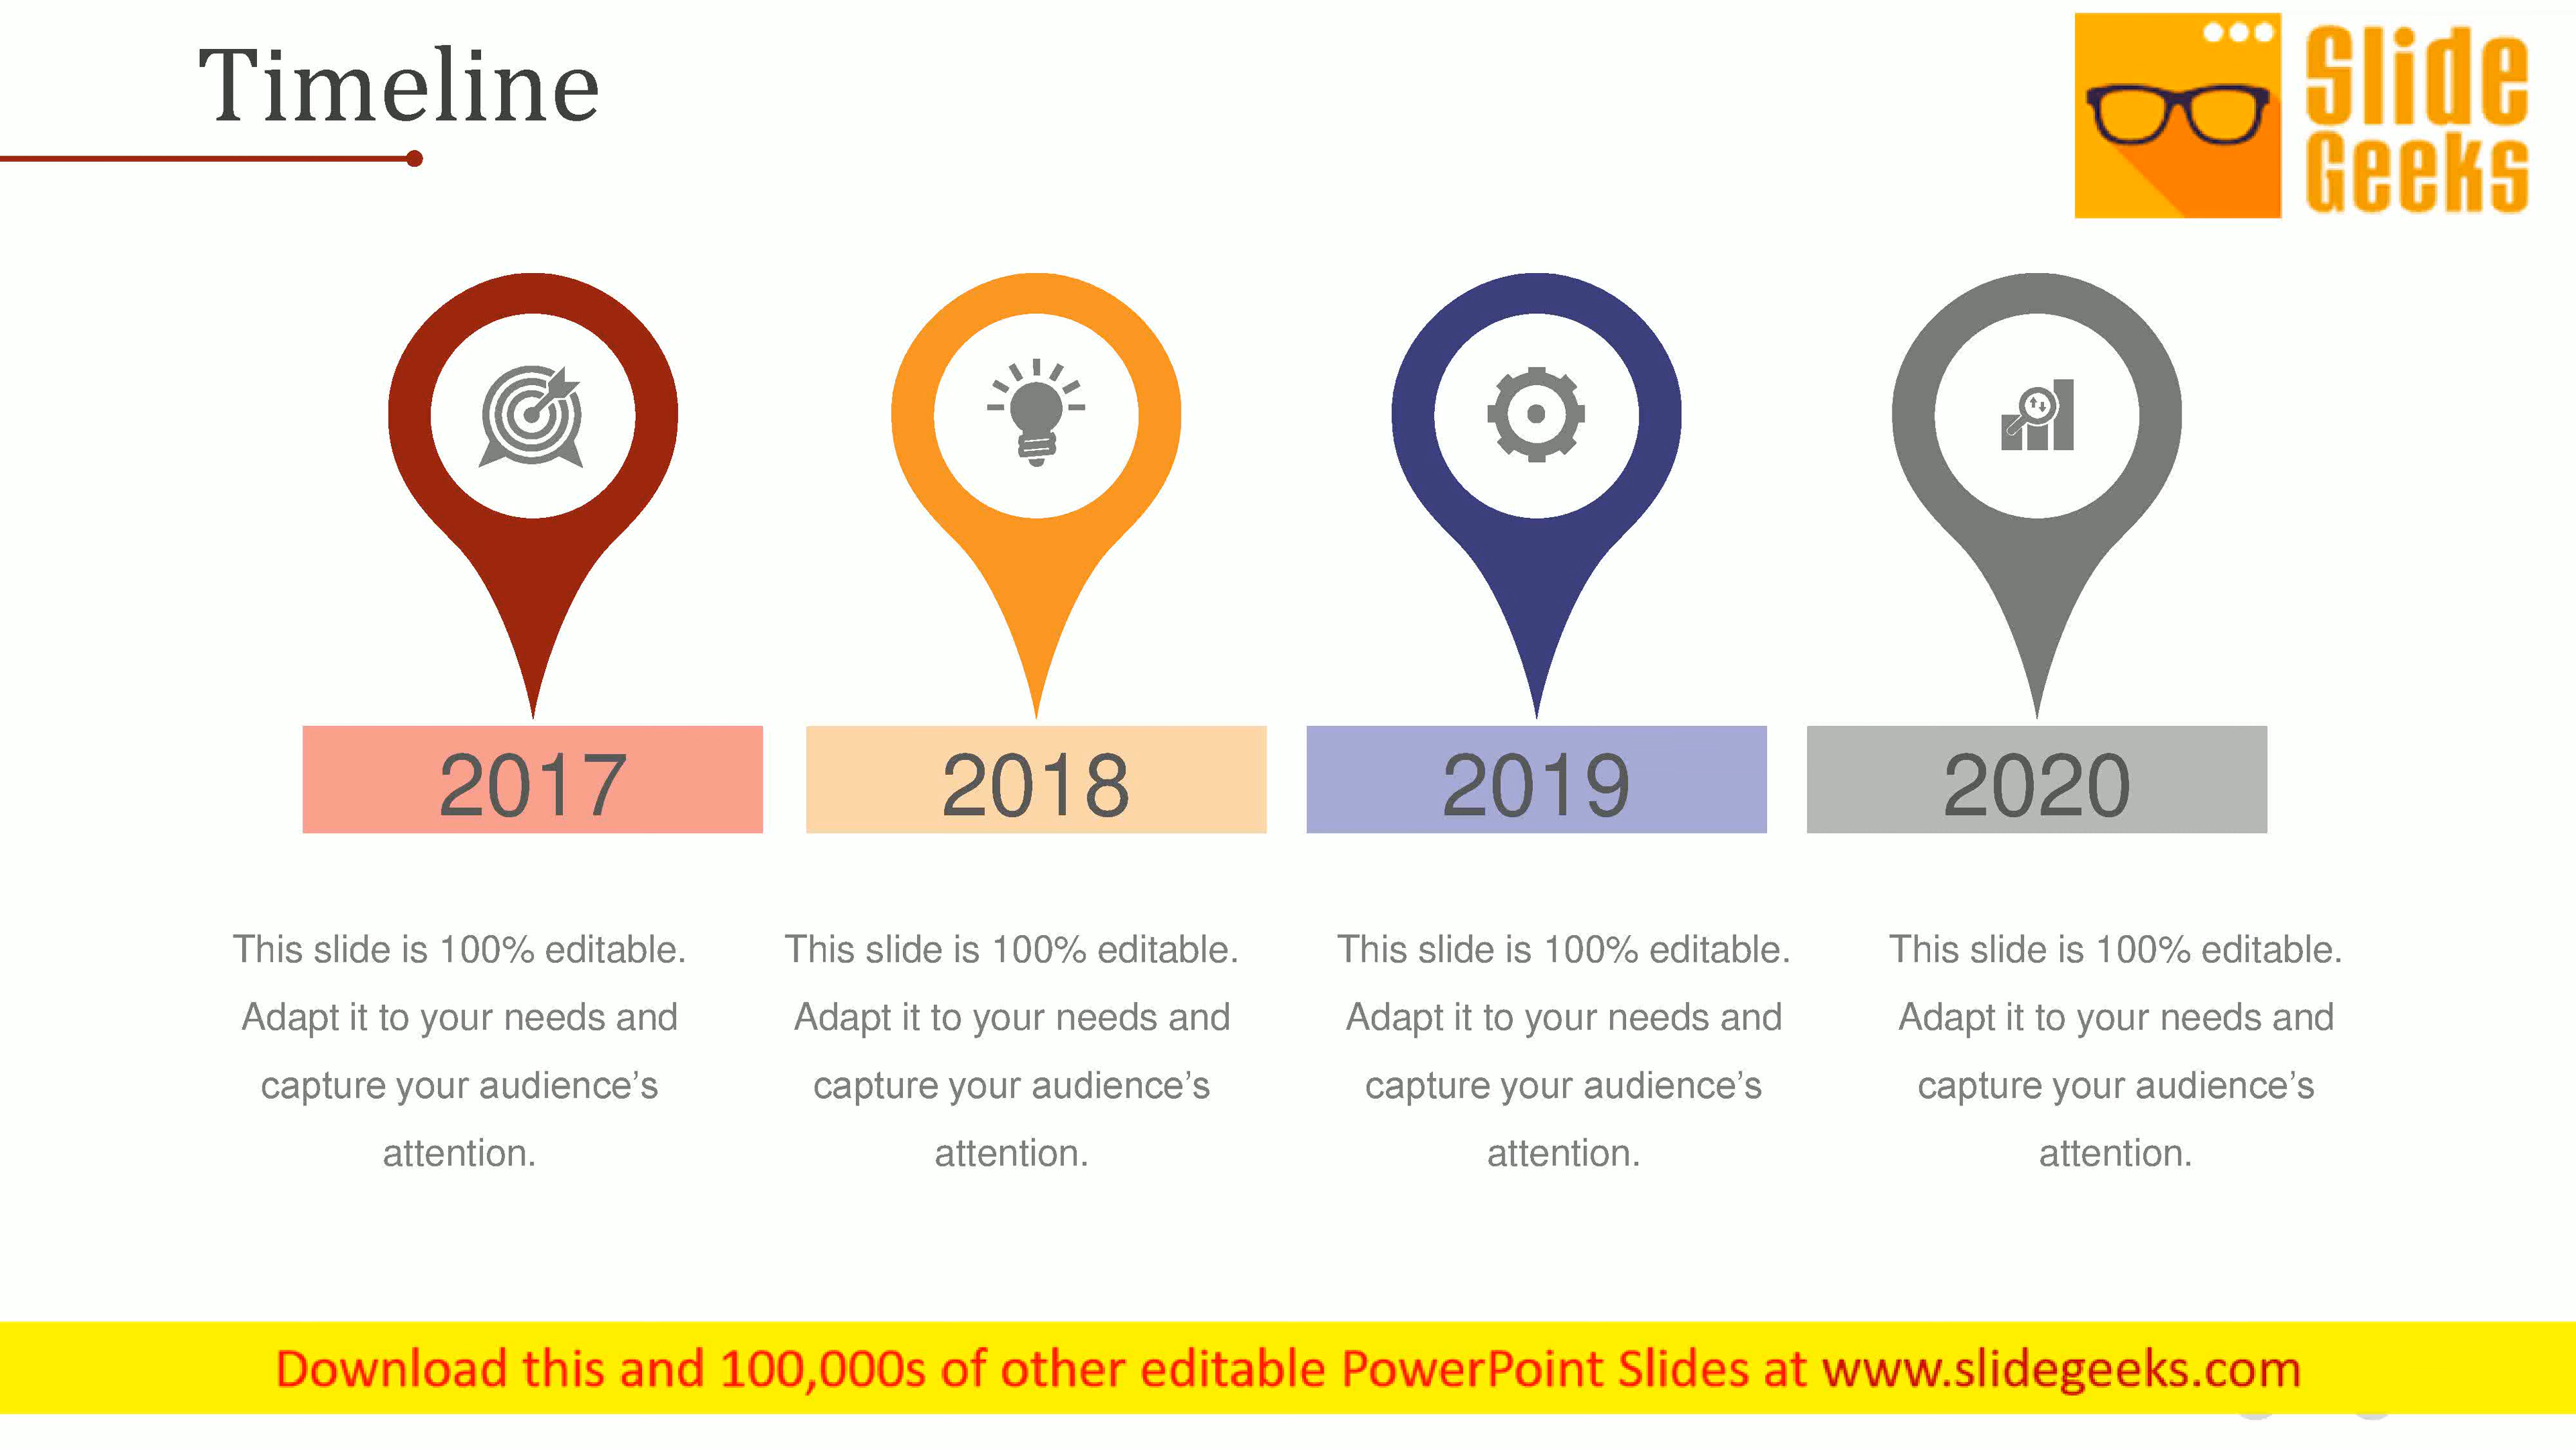 Timeline
Slide
Geeks
2017
2018
2019
2020
This slide is 100% editable.
Adapt it to your needs and
capture your audience’s
attention.
This slide is 100% editable.
Adapt it to your needs and
capture your audience’s
attention.
This slide is 100% editable.
Adapt it to your needs and
capture your audience’s
attention.
This slide is 100% editable.
Adapt it to your needs and
capture your audience’s
attention.
Download this and 100,000s of other editable PowerPoint Slides at www.slidegeeks.com